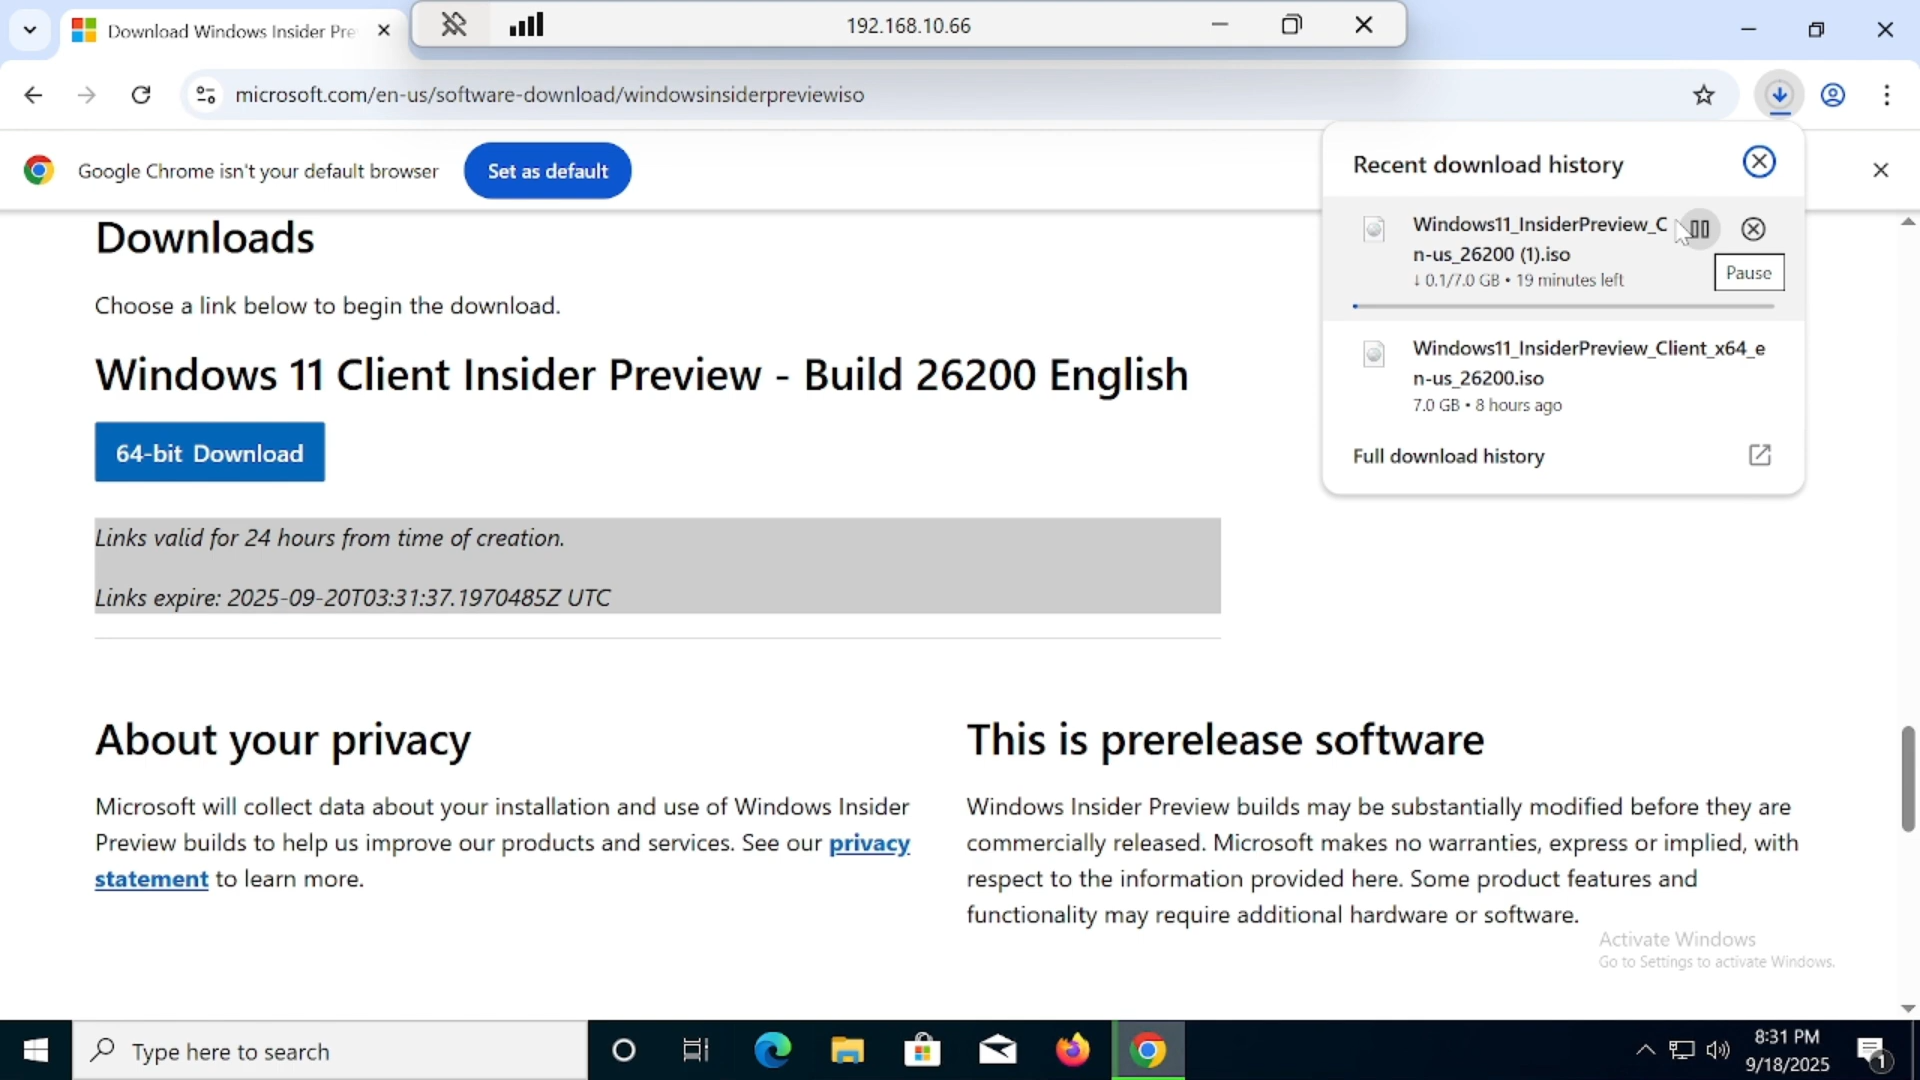 Download Windows Insider Pre
192.168.10.66
microsoft.com/en-us/software-download/windowsinsiderpreviewiso
Google Chrome isn't your default browser
Set as default
Recent download history
Windows11_InsiderPreview_C
n-us_26200 (1).iso
↓ 0.1/7.0 GB • 19 minutes left
Pause
Windows11_InsiderPreview_Client_x64_e
n-us_26200.iso
7.0 GB • 8 hours ago
Full download history
Downloads
Choose a link below to begin the download.
Windows 11 Client Insider Preview - Build 26200 English
64-bit Download
Links valid for 24 hours from time of creation.
Links expire: 2025-09-20T03:31:37.1970485Z UTC
About your privacy
Microsoft will collect data about your installation and use of Windows Insider
Preview builds to help us improve our products and services. See our privacy
statement to learn more.
This is prerelease software
Windows Insider Preview builds may be substantially modified before they are
commercially released. Microsoft makes no warranties, express or implied, with
respect to the information provided here. Some product features and
functionality may require additional hardware or software.
Activate Windows
Go to Settings to activate Windows.
Type here to search
8:31 PM
9/18/2025
1